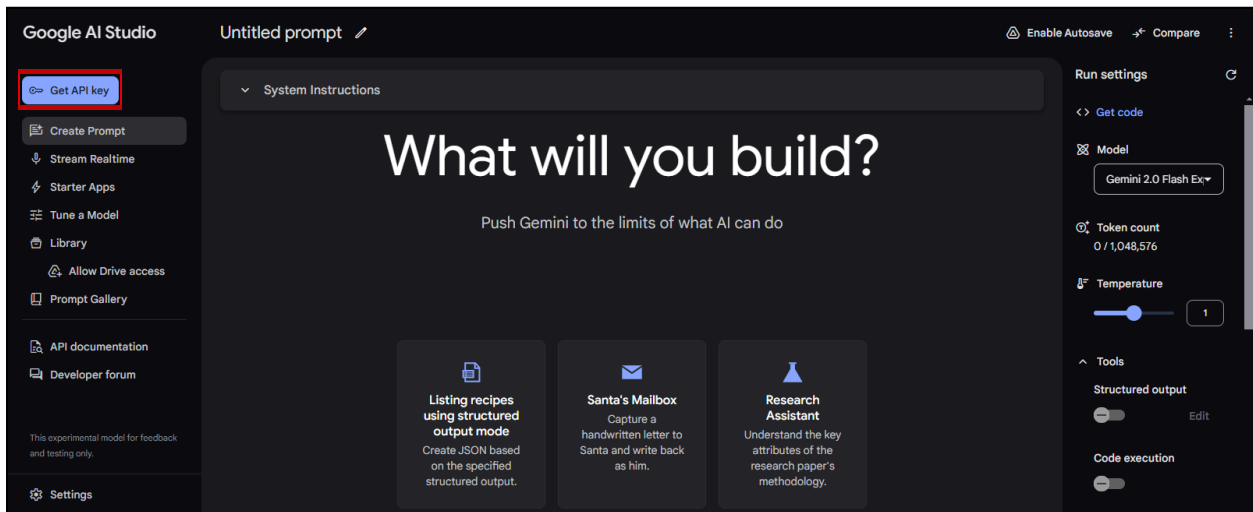 Google AI Studio
Untitled prompt
Enable Autosave
Compare
Get API key
Create Prompt
Stream Realtime
Starter Apps
Tune a Model
Library
Allow Drive access
Prompt Gallery
API documentation
Developer forum
This experimental model for feedback
and testing only.
Settings
System Instructions
What will you build?
Push Gemini to the limits of what AI can do
Listing recipes
using structured
output mode
Create JSON based
on the specified
structured output.
Santa's Mailbox
Capture a
handwritten letter to
Santa and write back
as him.
Research
Assistant
Understand the key
attributes of the
research paper's
methodology.
Run settings
<> Get code
Model
Gemini 2.0 Flash Ex
Token count
0 / 1,048,576
Temperature
1
Tools
Structured output
Edit
Code execution